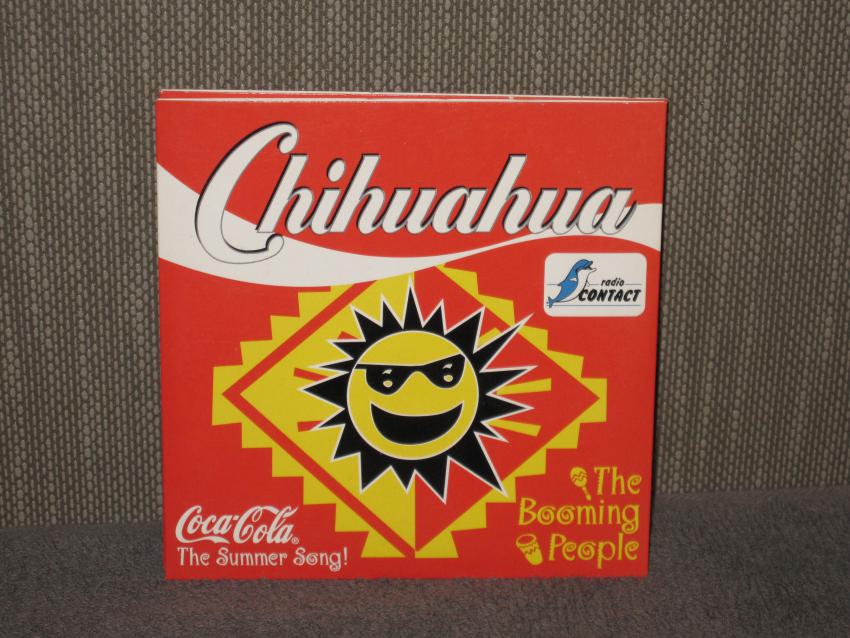 Chihuahua
radio
CONTACT
The
Booming
People
Coca-Cola®
The Summer Song!